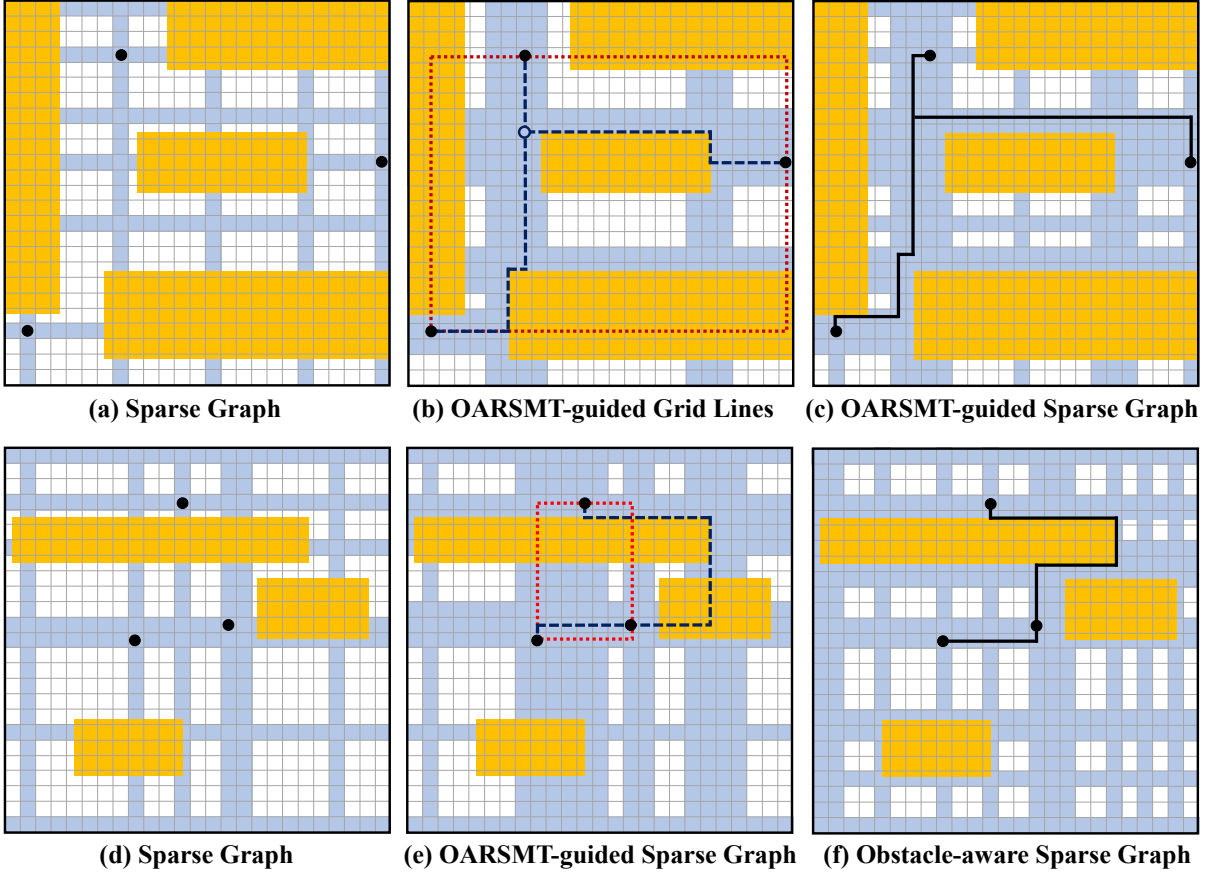 (a) Sparse Graph
(b) OARSMT-guided Grid Lines
(c) OARSMT-guided Sparse Graph
(d) Sparse Graph
(e) OARSMT-guided Sparse Graph
(f) Obstacle-aware Sparse Graph